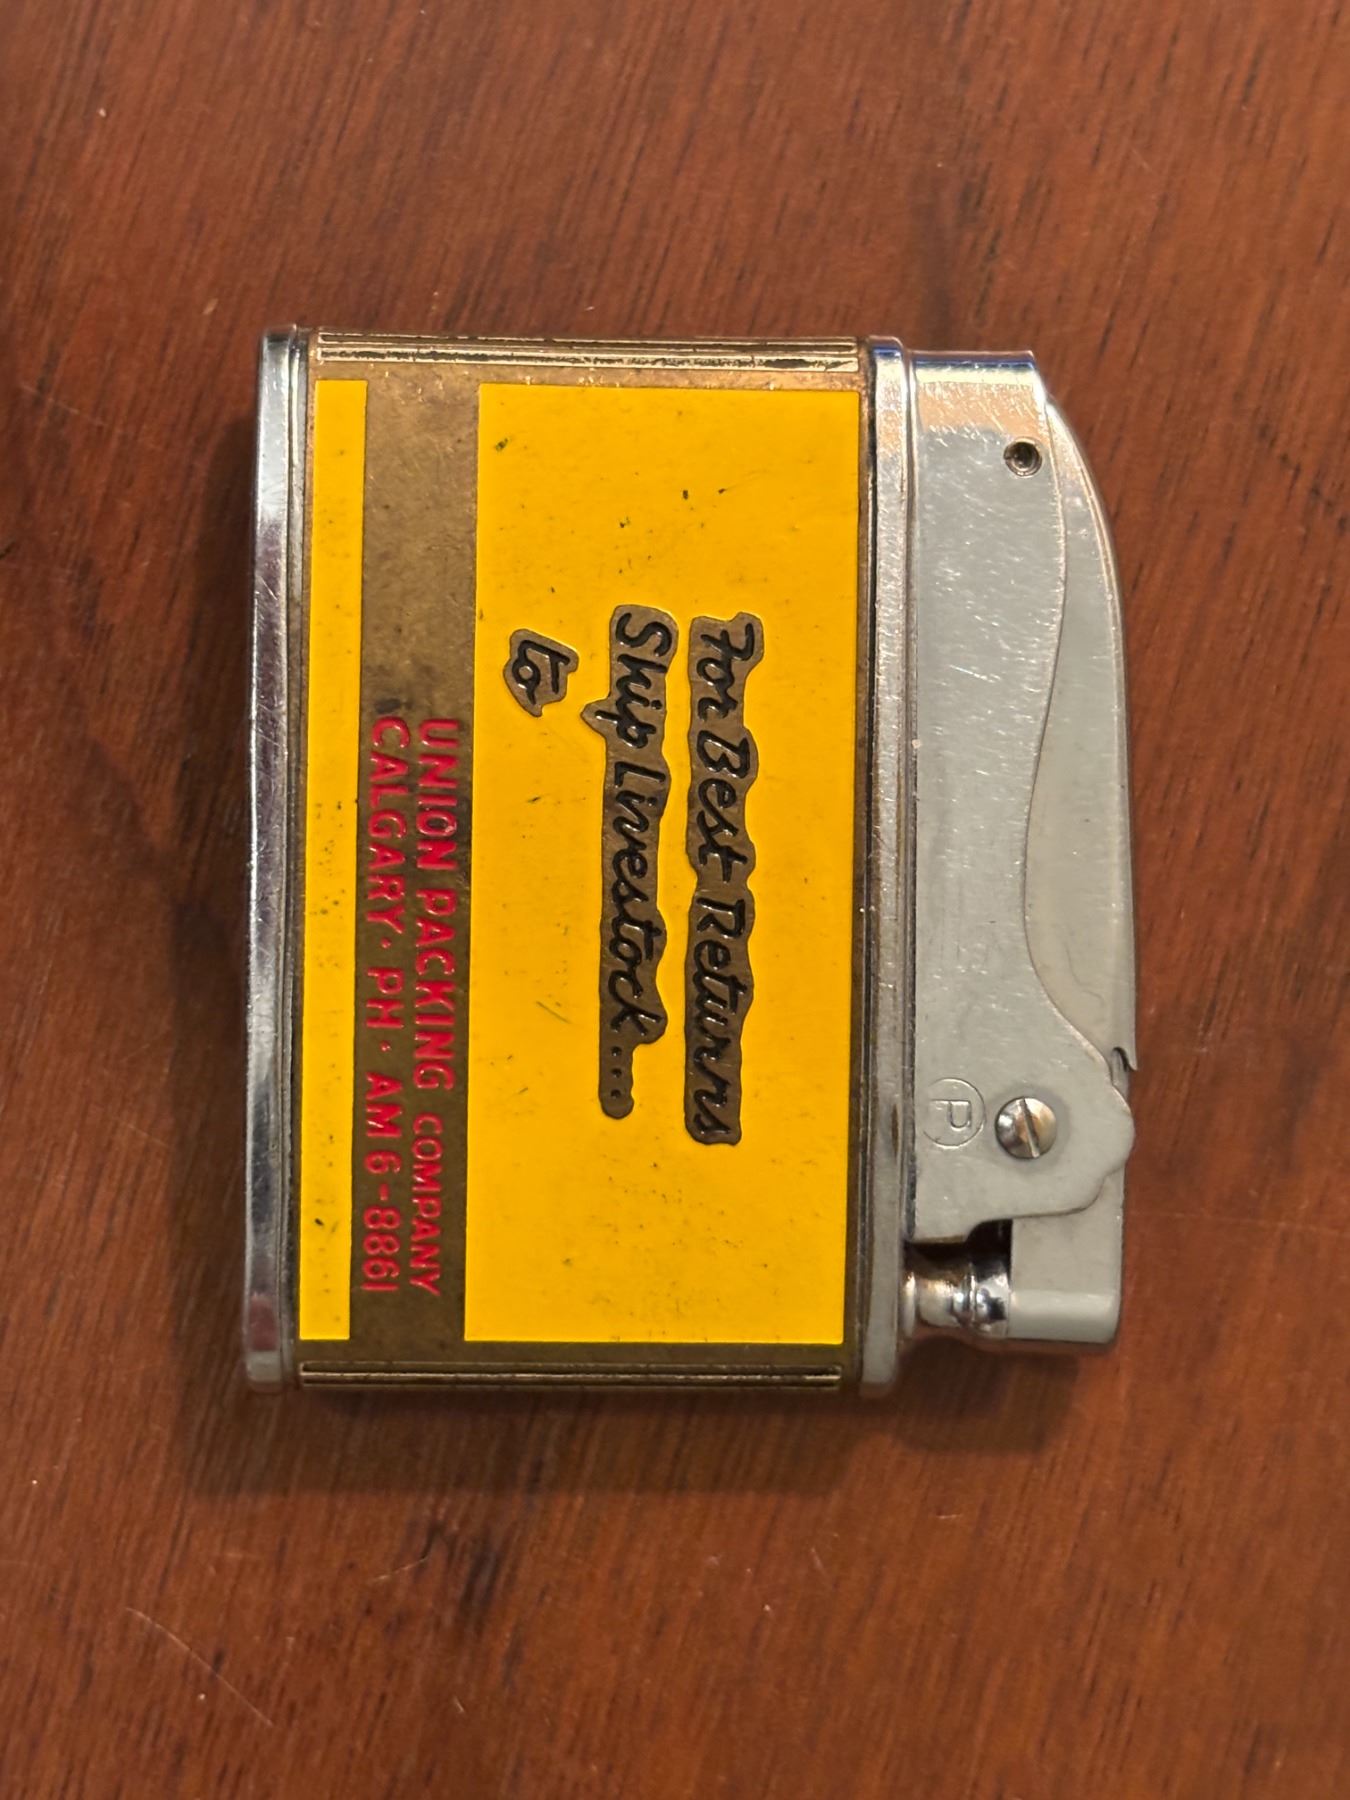 For Best Returns
Ship Livestock...
to
UNION PACKING COMPANY
CALGARY · PH · AM 6-8861
P